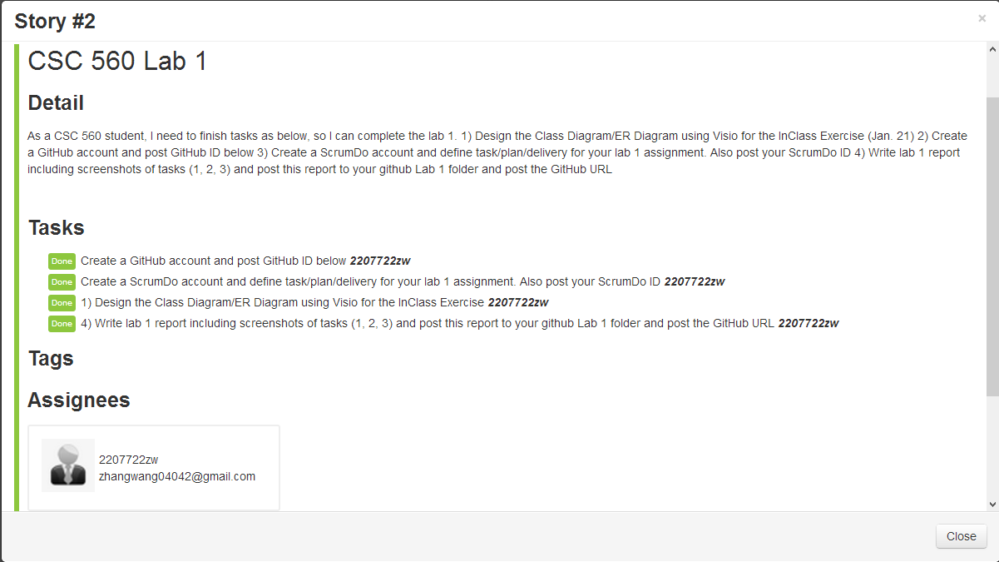 Story #2
×
CSC 560 Lab 1
Detail
As a CSC 560 student, I need to finish tasks as below, so I can complete the lab 1. 1) Design the Class Diagram/ER Diagram using Visio for the InClass Exercise (Jan. 21) 2) Create
a GitHub account and post GitHub ID below 3) Create a ScrumDo account and define task/plan/delivery for your lab 1 assignment. Also post your ScrumDo ID 4) Write lab 1 report
including screenshots of tasks (1, 2, 3) and post this report to your github Lab 1 folder and post the GitHub URL
Tasks
Done Create a GitHub account and post GitHub ID below 2207722zw
Done Create a ScrumDo account and define task/plan/delivery for your lab 1 assignment. Also post your ScrumDo ID 2207722zw
Done 1) Design the Class Diagram/ER Diagram using Visio for the InClass Exercise 2207722zw
Done 4) Write lab 1 report including screenshots of tasks (1, 2, 3) and post this report to your github Lab 1 folder and post the GitHub URL 2207722zw
Tags
Assignees
2207722zw
zhangwang04042@gmail.com
Close